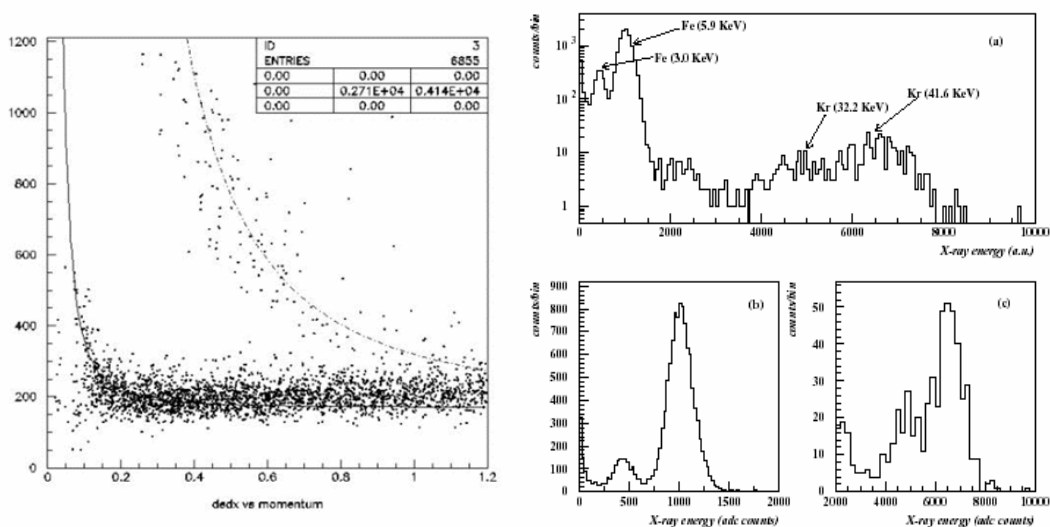 1200
1000
800
600
400
200
0
0 0.2 0.4 0.6 0.8 1 1.2
dedx vs momentum
ID 3
ENTRIES 6855
0.00 0.00 0.00
0.00 0.271E+04 0.414E+04
0.00 0.00 0.00
counts/bin
10³
10²
10
1
0 2000 4000 6000 8000 10000
X-ray energy (a.u.)
Fe (5.9 KeV)
Fe (3.0 KeV)
Kr (32.2 KeV)
Kr (41.6 KeV)
(a)
counts/bin
900
800
700
600
500
400
300
200
100
0
0 500 1000 1500 2000
X-ray energy (adc counts)
(b)
counts/bin
50
40
30
20
10
0
2000 4000 6000 8000 10000
X-ray energy (adc counts)
(c)